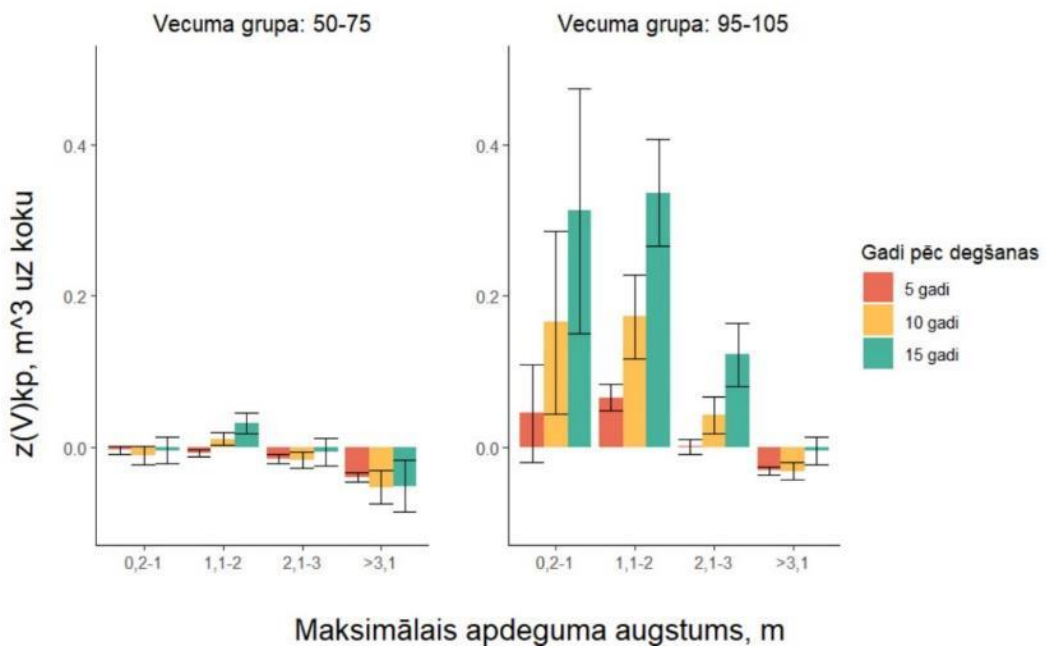 Vecuma grupa: 50-75
Vecuma grupa: 95-105
z(V)kp, m^3 uz koku
0.4
0.2
0.0
0.4
0.2
0.0
0,2-1
1,1-2
2,1-3
>3,1
0,2-1
1,1-2
2,1-3
>3,1
Maksimālais apdeguma augstums, m
Gadi pēc degšanas
5 gadi
10 gadi
15 gadi